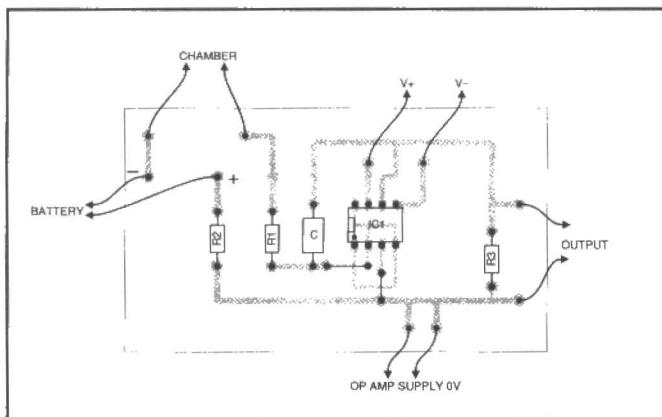 CHAMBER
V+
V−
−
+
BATTERY
R2
R1
C
IC1
R3
OUTPUT
OP AMP SUPPLY 0V